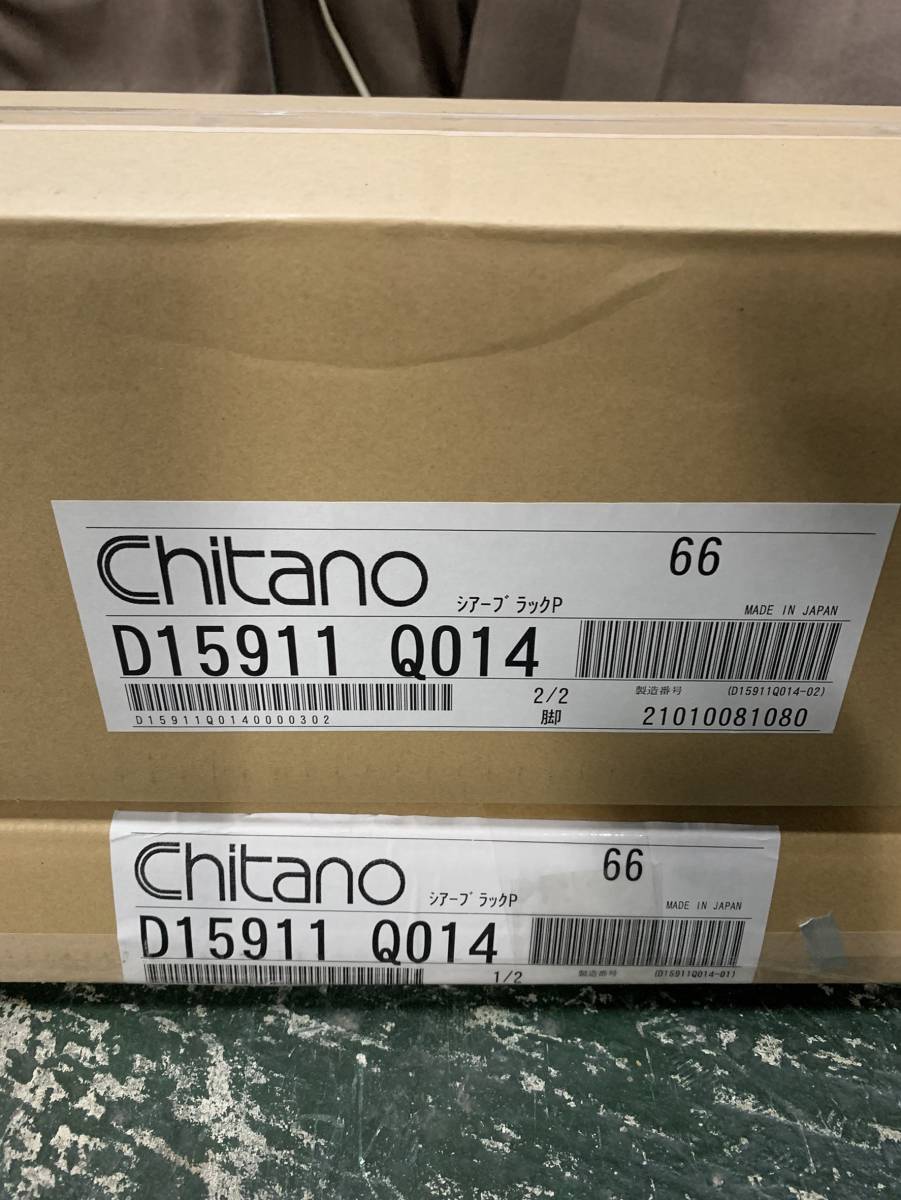 Chitano シアーブラックP 66
MADE IN JAPAN
D15911 Q014
D15911Q0140000302
2/2
脚
製造番号 (D15911Q014-02)
21010081080
Chitano シアーブラックP 66
MADE IN JAPAN
D15911 Q014
1/2
製造番号 (D15911Q014-01)